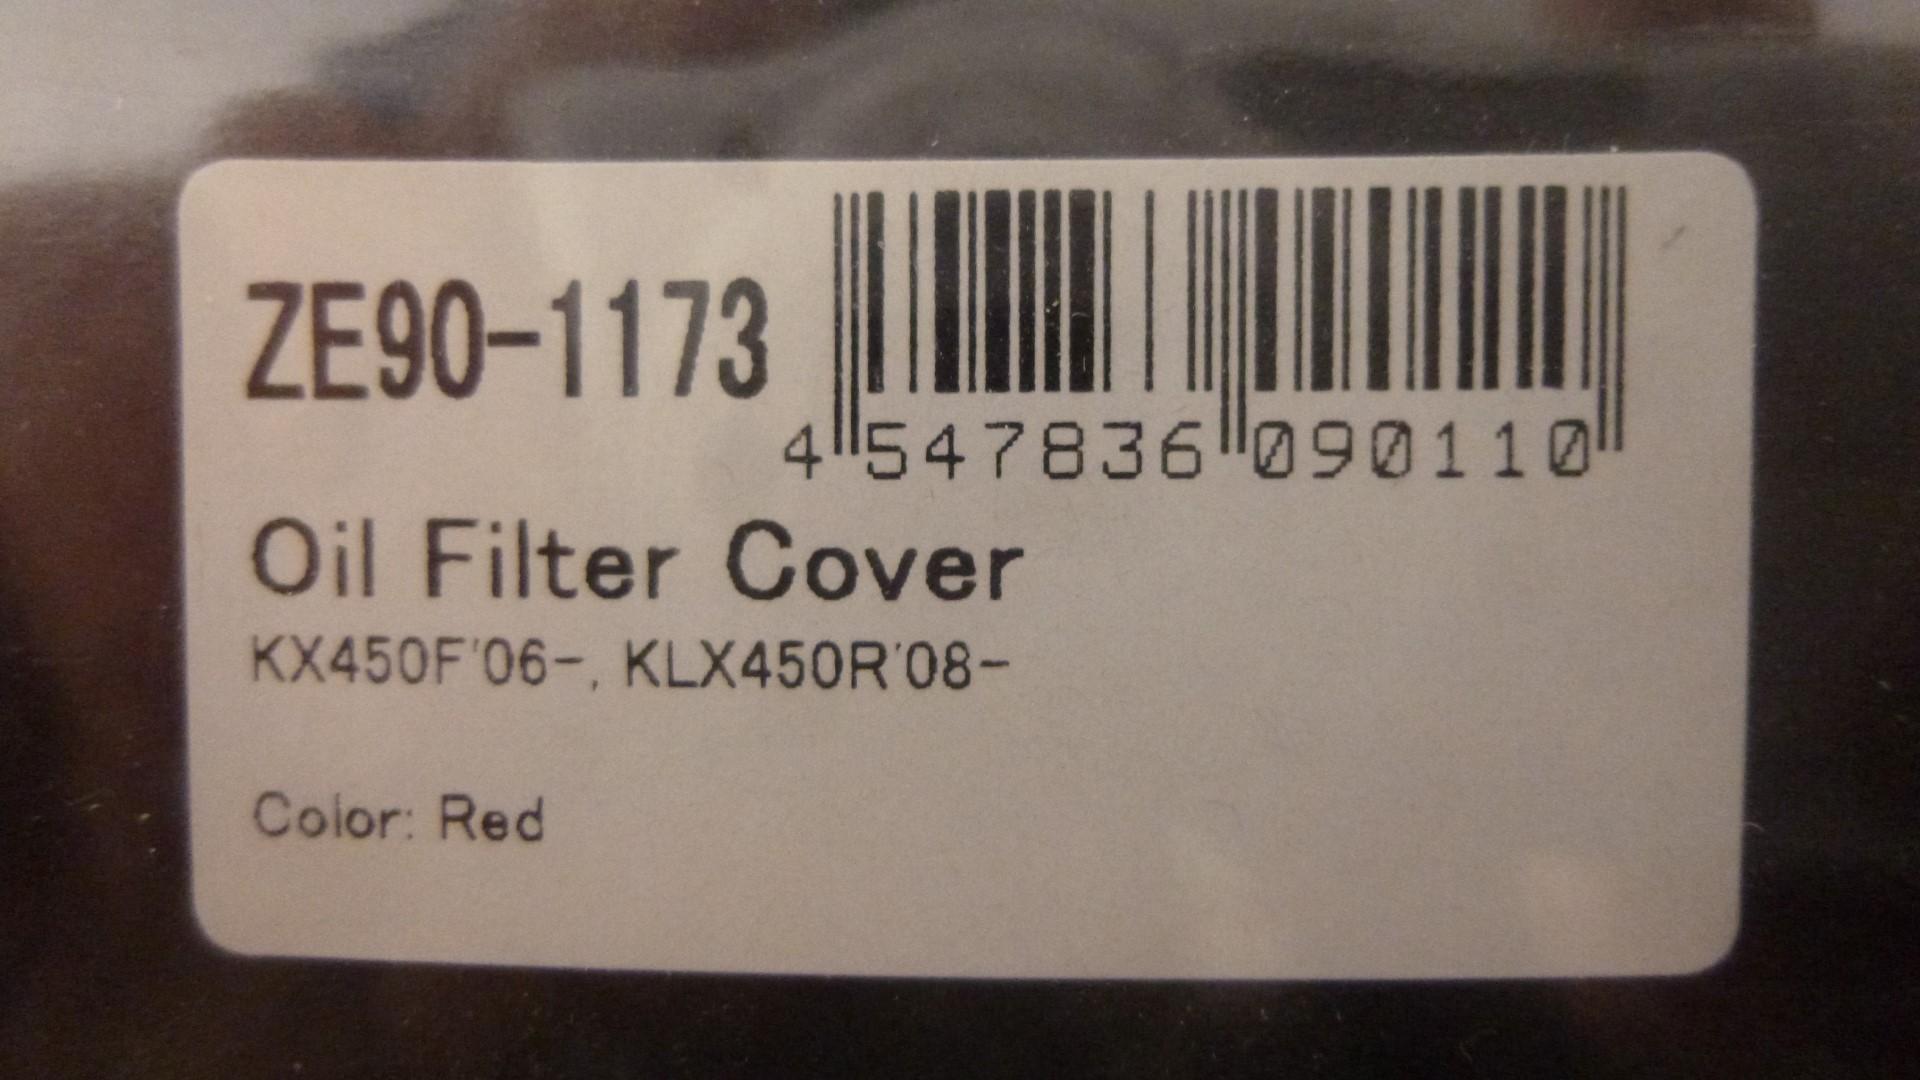 ZE90-1173
4 547836 090110
Oil Filter Cover
KX450F'06-, KLX450R'08-
Color: Red